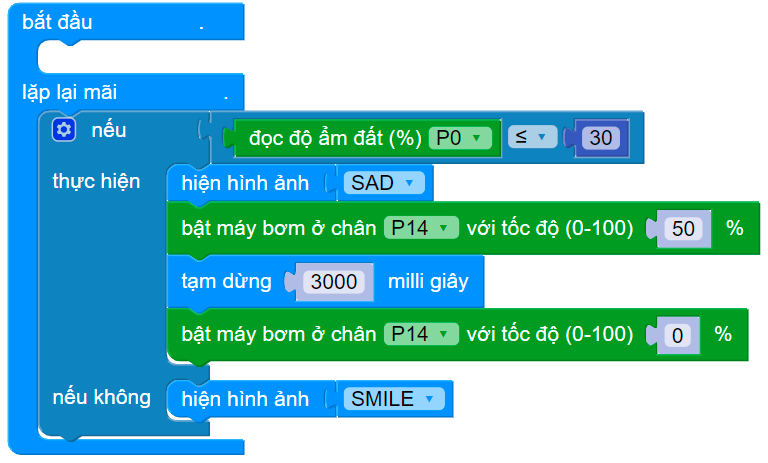 bắt đầu .
lặp lại mãi .
nếu đọc độ ẩm đất (%) P0 ≤ 30
thực hiện hiện hình ảnh SAD
bật máy bơm ở chân P14 với tốc độ (0-100) 50 %
tạm dừng 3000 milli giây
bật máy bơm ở chân P14 với tốc độ (0-100) 0 %
nếu không hiện hình ảnh SMILE